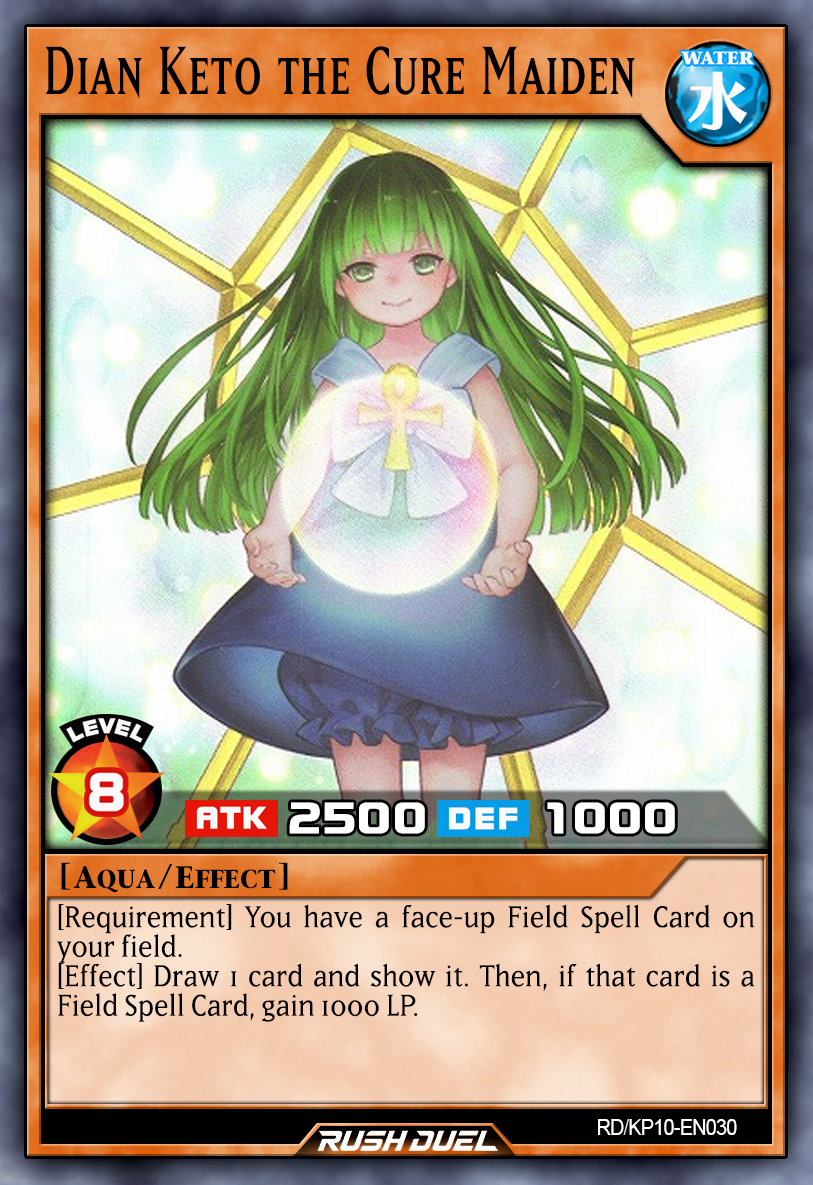 Dian Keto the Cure Maiden
WATER
水
LEVEL
8
ATK 2500 DEF 1000
[Aqua/Effect]
[Requirement] You have a face-up Field Spell Card on
your field.
[Effect] Draw 1 card and show it. Then, if that card is a
Field Spell Card, gain 1000 LP.
RD/KP10-EN030
RUSH DUEL